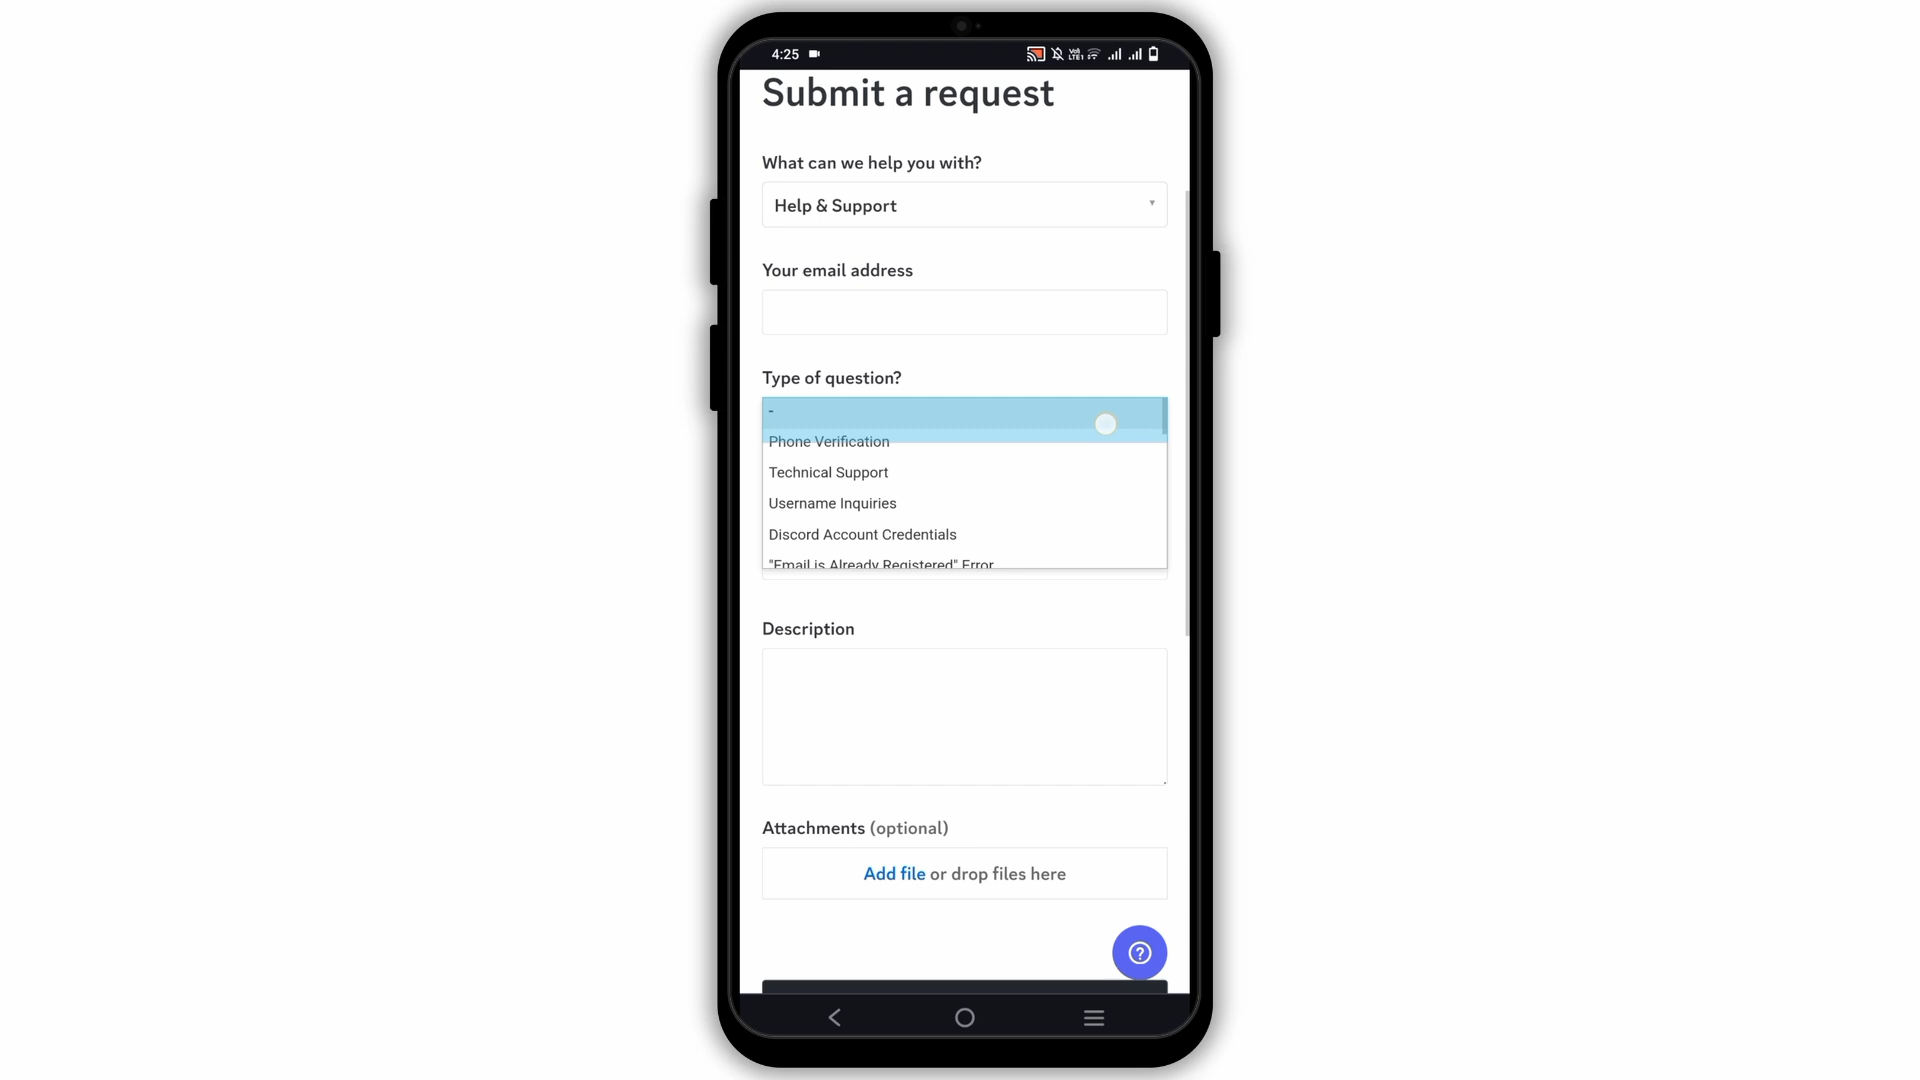 4:25
Submit a request
What can we help you with?
Help & Support
Your email address
Type of question?
-
Phone Verification
Technical Support
Username Inquiries
Discord Account Credentials
"Email is Already Registered" Error
Description
Attachments (optional)
Add file or drop files here